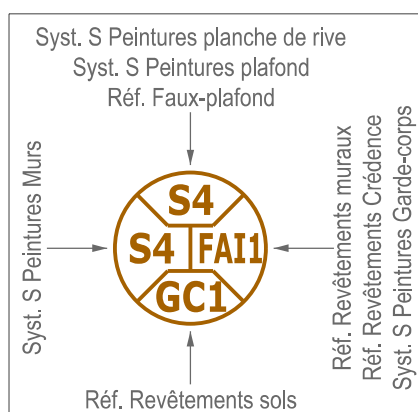 Syst. S Peintures planche de rive
Syst. S Peintures plafond
Réf. Faux-plafond
Syst. S Peintures Murs
S4
S4 FAI1
GC1
Réf. Revêtements muraux
Réf. Revêtements Crédence
Syst. S Peintures Garde-corps
Réf. Revêtements sols